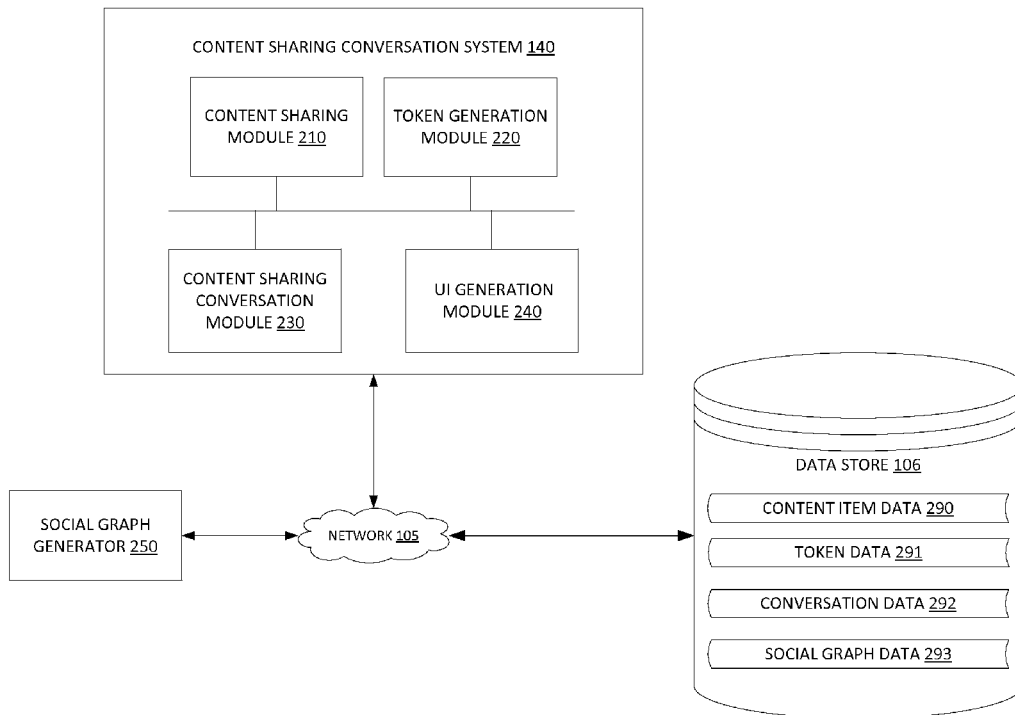 CONTENT SHARING CONVERSATION SYSTEM 140
CONTENT SHARING
MODULE 210
TOKEN GENERATION
MODULE 220
CONTENT SHARING
CONVERSATION
MODULE 230
UI GENERATION
MODULE 240
SOCIAL GRAPH
GENERATOR 250
NETWORK 105
DATA STORE 106
CONTENT ITEM DATA 290
TOKEN DATA 291
CONVERSATION DATA 292
SOCIAL GRAPH DATA 293